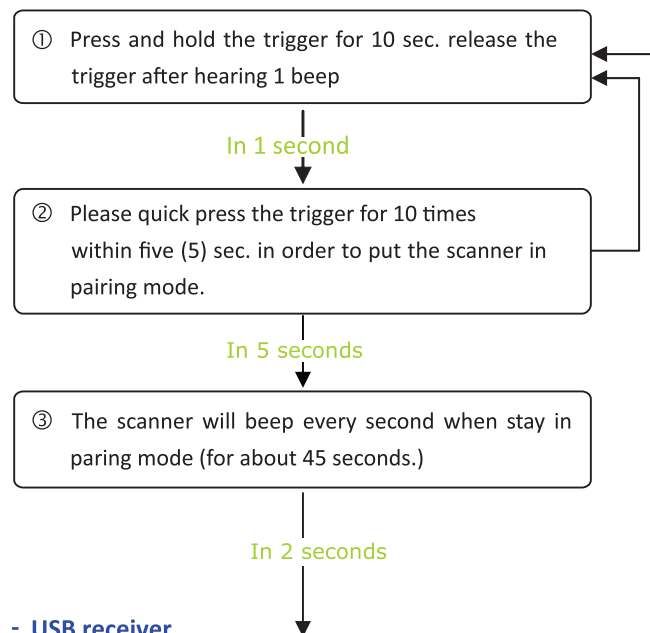 ① Press and hold the trigger for 10 sec. release the
trigger after hearing 1 beep
In 1 second
② Please quick press the trigger for 10 times
within five (5) sec. in order to put the scanner in
pairing mode.
In 5 seconds
③ The scanner will beep every second when stay in
paring mode (for about 45 seconds.)
In 2 seconds
- USB receiver